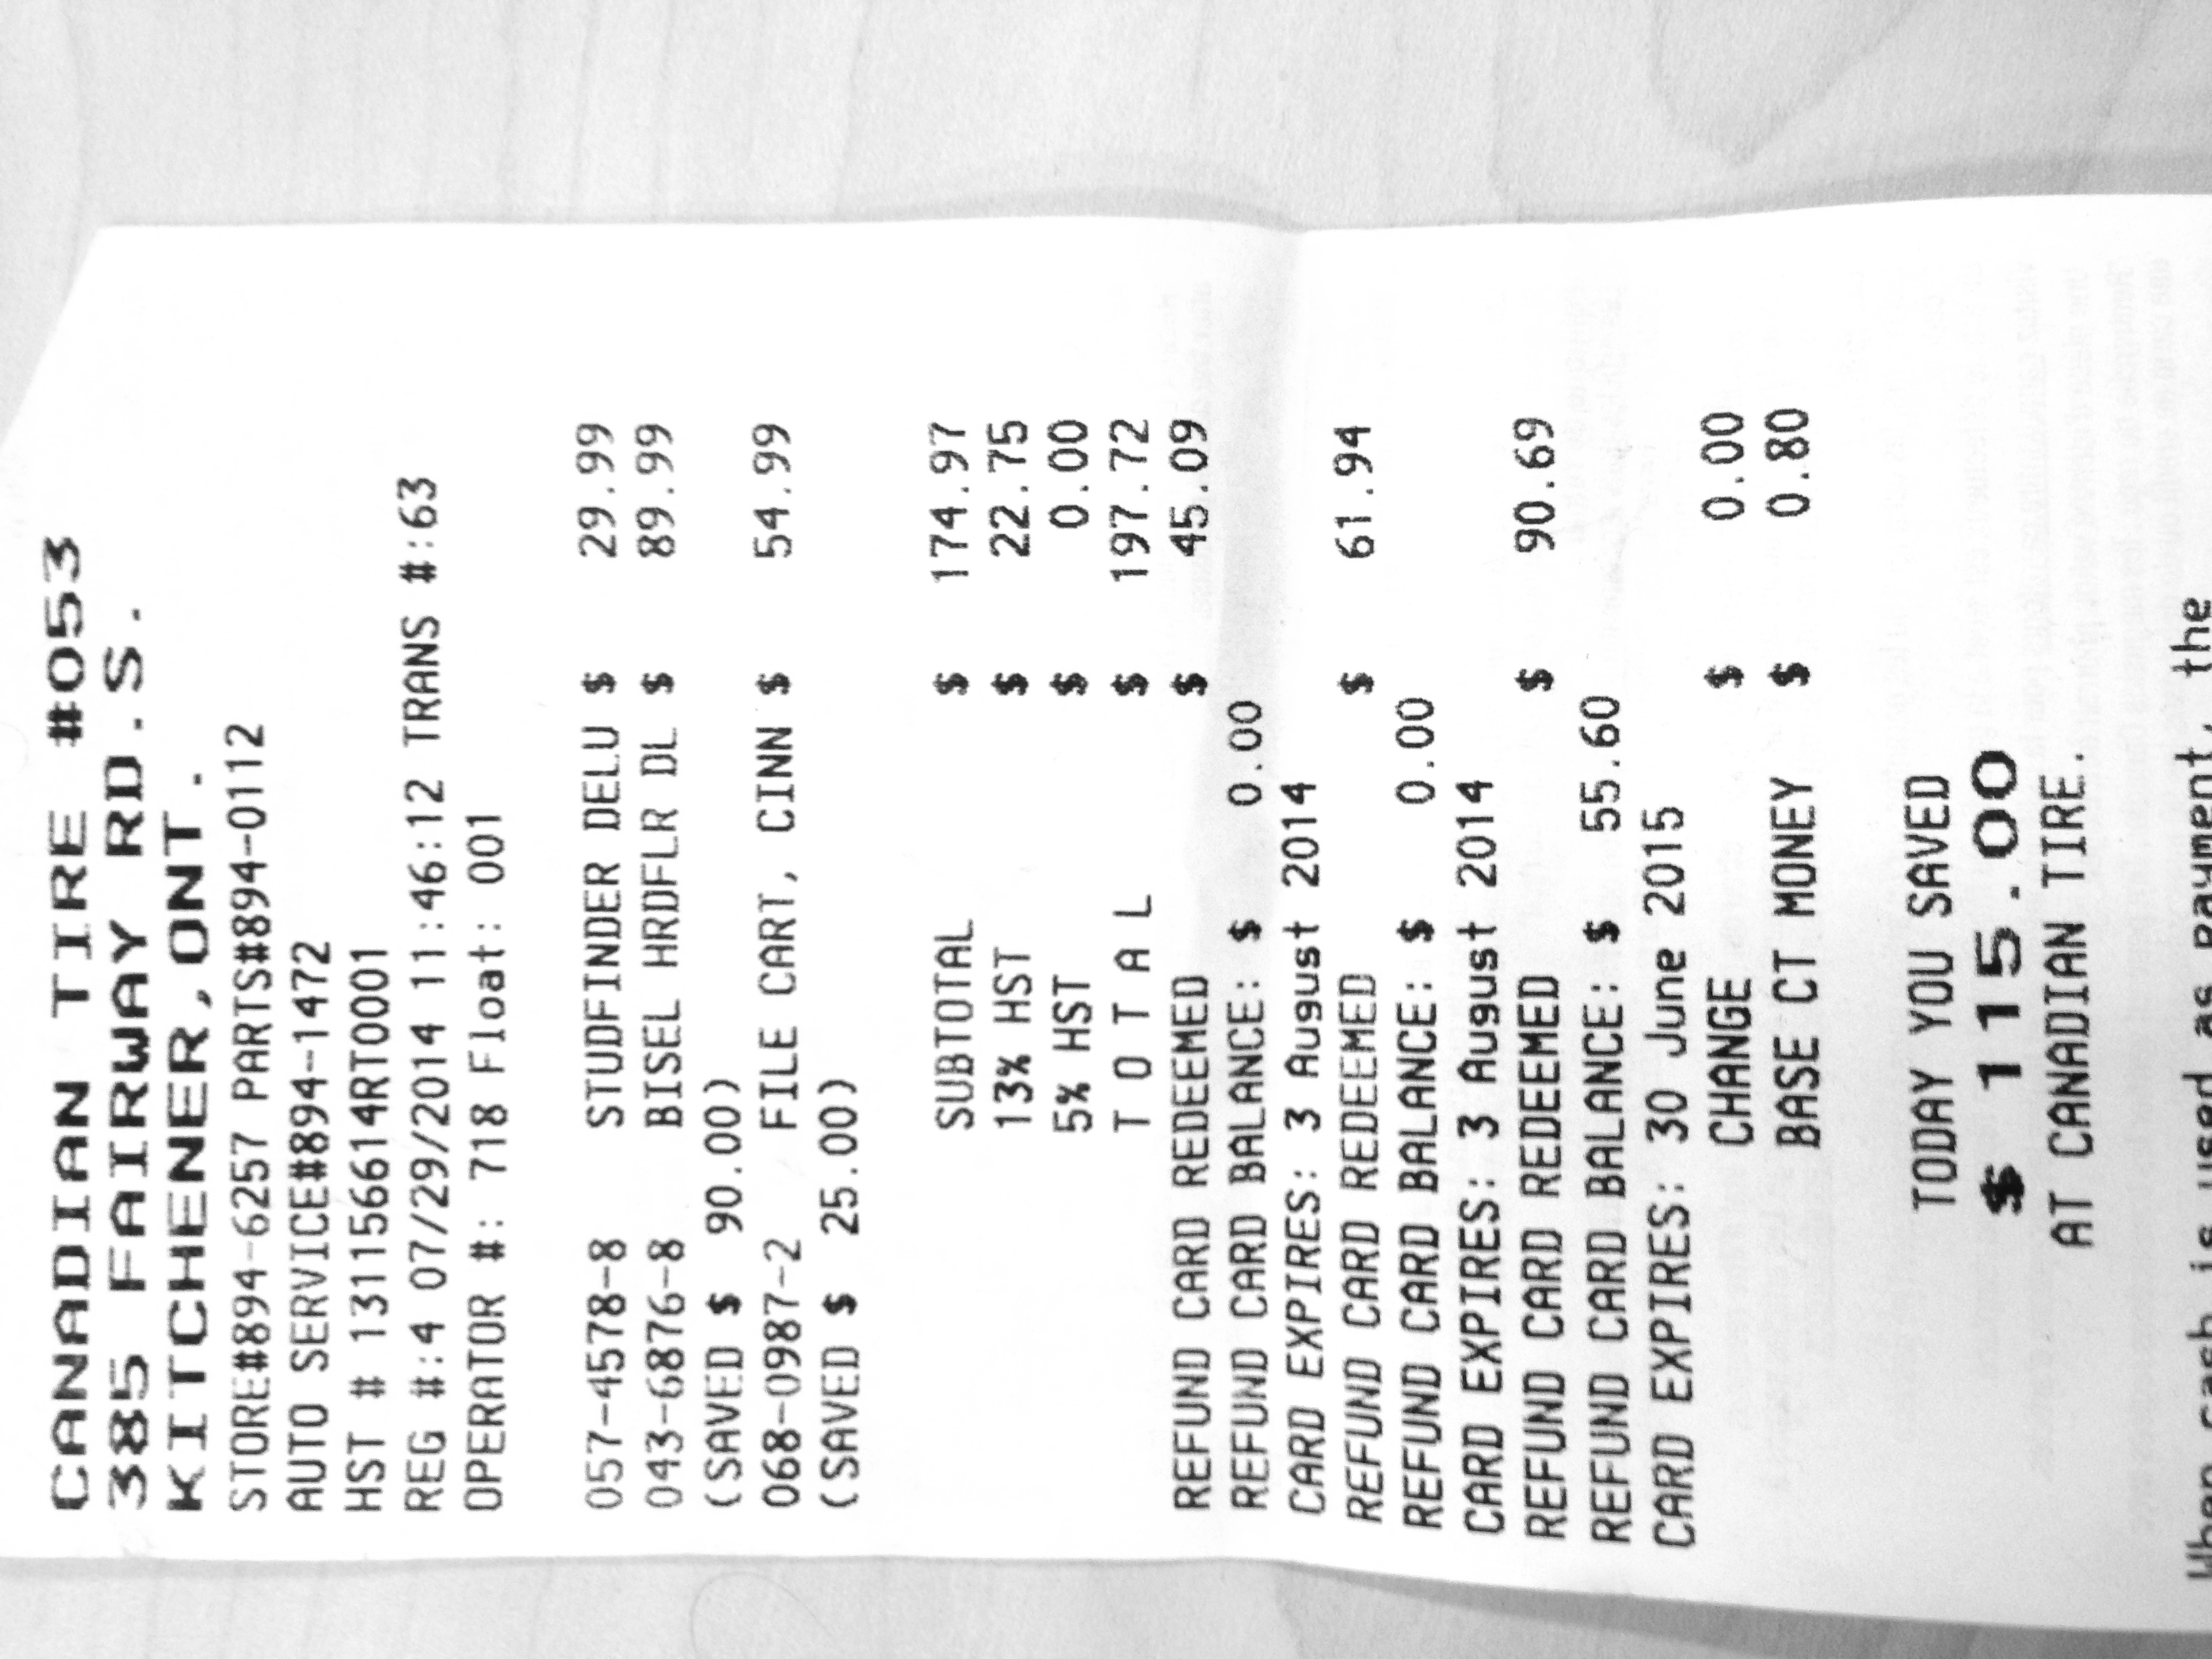 CANADIAN TIRE #053
385 FAIRWAY RD.S.
KITCHENER,ONT.
STORE#894-6257 PARTS#894-0112
AUTO SERVICE#894-1472
HST # 131156614RT0001
REG #:4 07/29/2014 11:46:12 TRANS #:63
OPERATOR #: 718 Float: 001
057-4578-8 STUDFINDER DELU $ 29.99
043-6876-8 BISEL HRDFLR DL $ 89.99
(SAVED $ 90.00)
068-0987-2 FILE CART, CINN $ 54.99
(SAVED $ 25.00)
SUBTOTAL $ 174.97
13% HST $ 22.75
5% HST $ 0.00
T O T A L $ 197.72
REFUND CARD REDEEMED $ 45.09
REFUND CARD BALANCE: $ 0.00
CARD EXPIRES: 3 August 2014
REFUND CARD REDEEMED $ 61.94
REFUND CARD BALANCE: $ 0.00
CARD EXPIRES: 3 August 2014
REFUND CARD REDEEMED $ 90.69
REFUND CARD BALANCE: $ 55.60
CARD EXPIRES: 30 June 2015
CHANGE $ 0.00
BASE CT MONEY $ 0.80
TODAY YOU SAVED
$ 115.00
AT CANADIAN TIRE.
When cash is used as payment, the